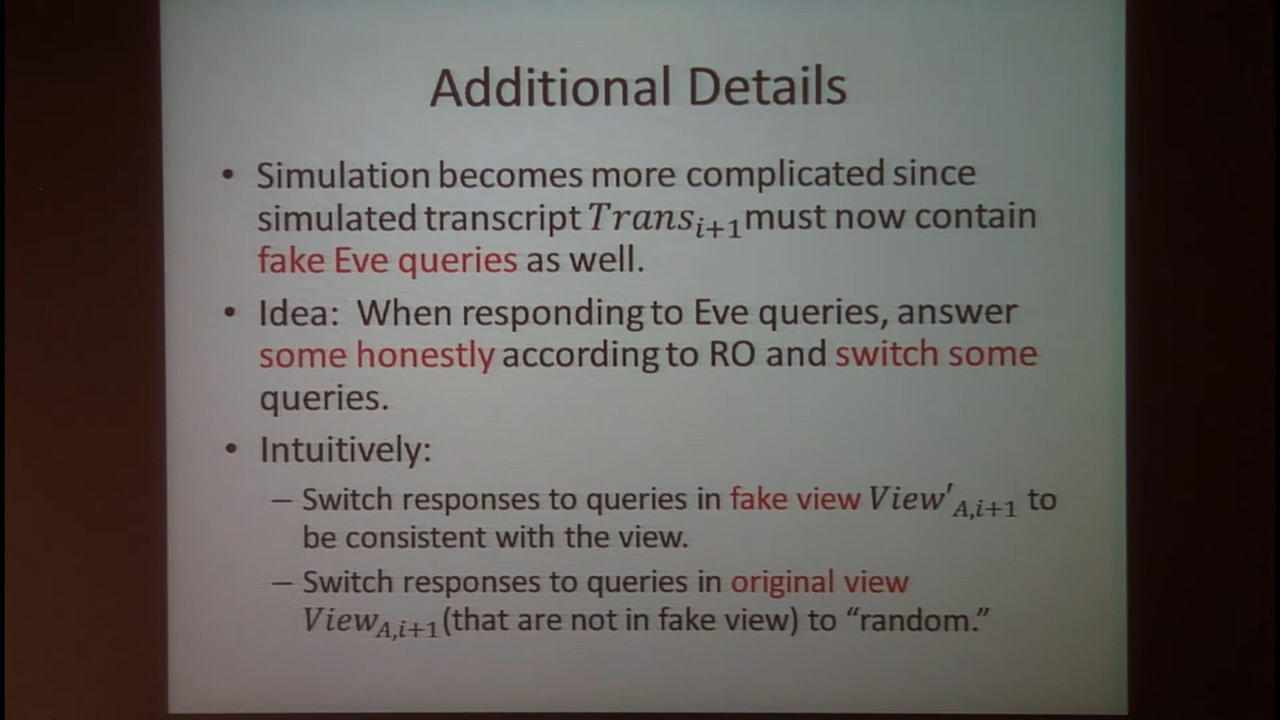 Additional Details
• Simulation becomes more complicated since
simulated transcript Trans_{i+1} must now contain
fake Eve queries as well.
• Idea: When responding to Eve queries, answer
some honestly according to RO and switch some
queries.
• Intuitively:
– Switch responses to queries in fake view View'_{A,i+1} to
be consistent with the view.
– Switch responses to queries in original view
View_{A,i+1} (that are not in fake view) to “random.”